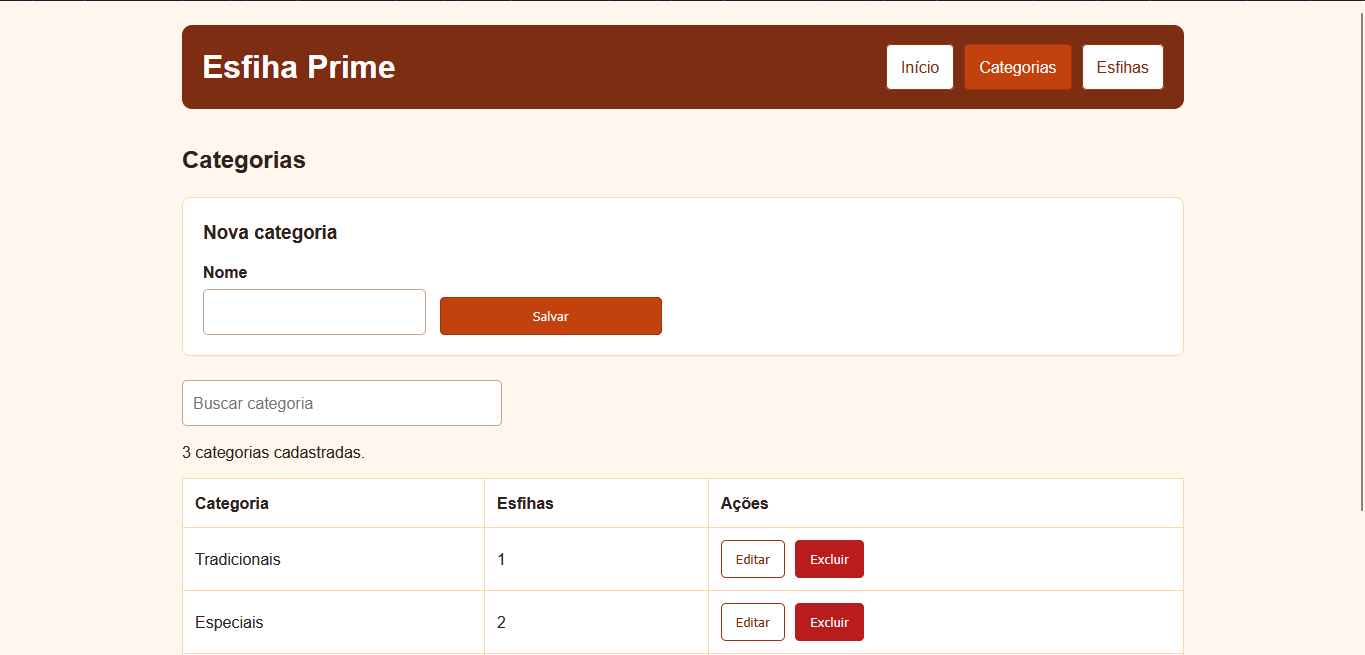 Esfiha Prime Início Categorias Esfihas
Categorias
Nova categoria
Nome
Salvar
Buscar categoria
3 categorias cadastradas.
Categoria Esfihas Ações
Tradicionais 1 Editar Excluir
Especiais 2 Editar Excluir